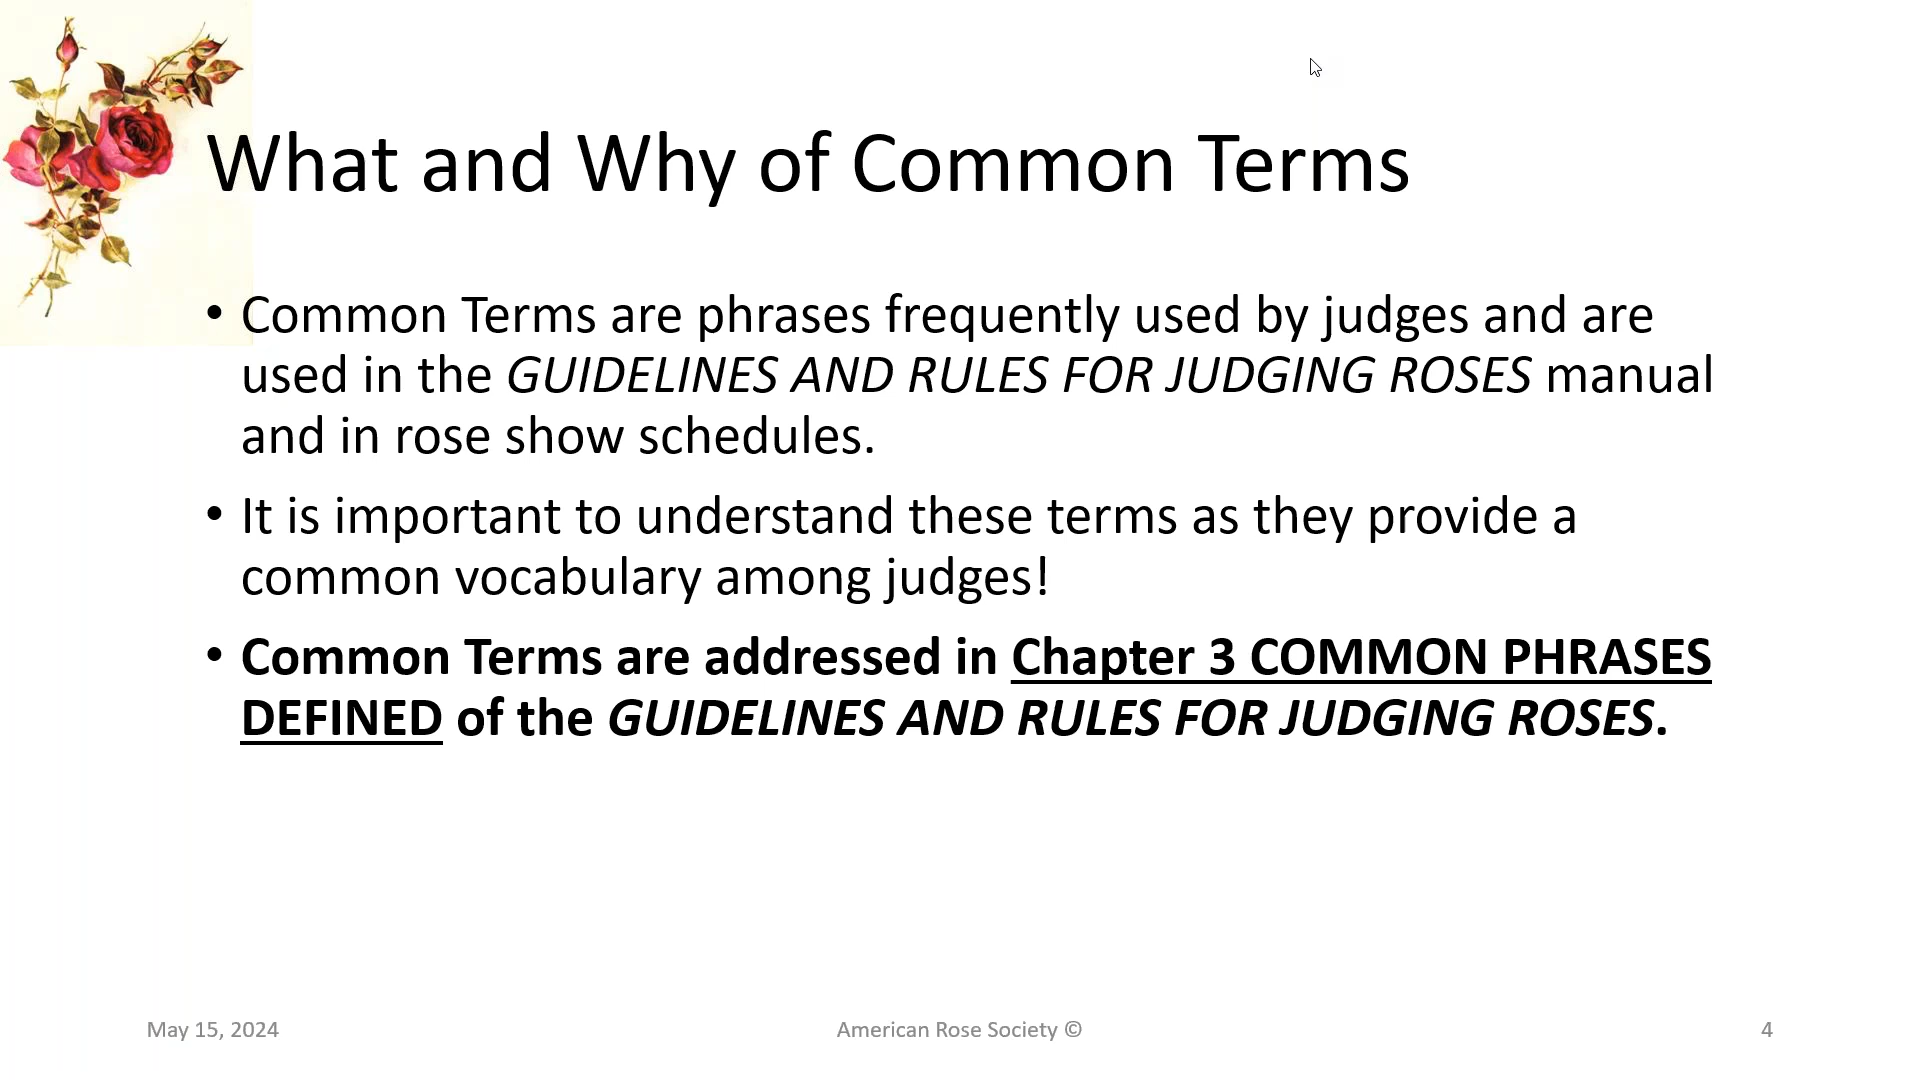 What and Why of Common Terms
• Common Terms are phrases frequently used by judges and are
used in the GUIDELINES AND RULES FOR JUDGING ROSES manual
and in rose show schedules.
• It is important to understand these terms as they provide a
common vocabulary among judges!
• Common Terms are addressed in Chapter 3 COMMON PHRASES
DEFINED of the GUIDELINES AND RULES FOR JUDGING ROSES.
May 15, 2024
American Rose Society ©
4